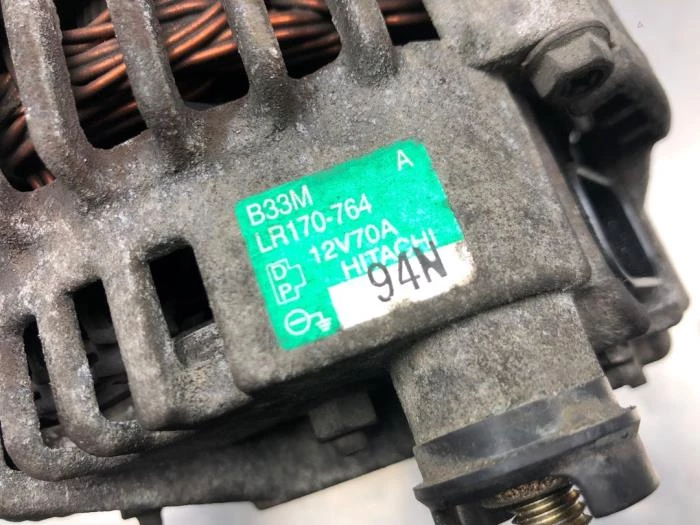 B33M A
LR170-764
12V70A
HITACHI
94N
D
P